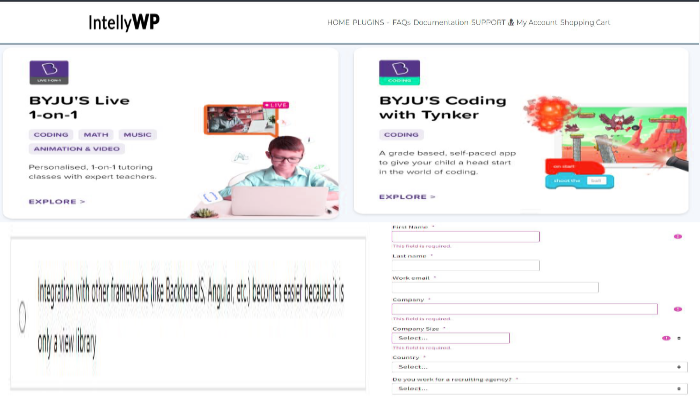 IntellyWP
HOME PLUGINS - FAQs Documentation SUPPORT My Account Shopping Cart
LIVE 1-ON-1
BYJU'S Live
1-on-1
CODING MATH MUSIC
ANIMATION & VIDEO
Personalised, 1-on-1 tutoring
classes with expert teachers.
EXPLORE >
LIVE
CODING
BYJU'S Coding
with Tynker
CODING
A grade based, self-paced app
to give your child a head start
in the world of coding.
EXPLORE >
on start
Integration with other frameworks (like BackboneJS, Angular, etc.) becomes easier because it is
only a view library
First Name *
This field is required.
Last name *
Work email *
Company *
This field is required.
Company Size *
Select...
This field is required.
Country *
Select...
Do you work for a recruiting agency? *
Select...